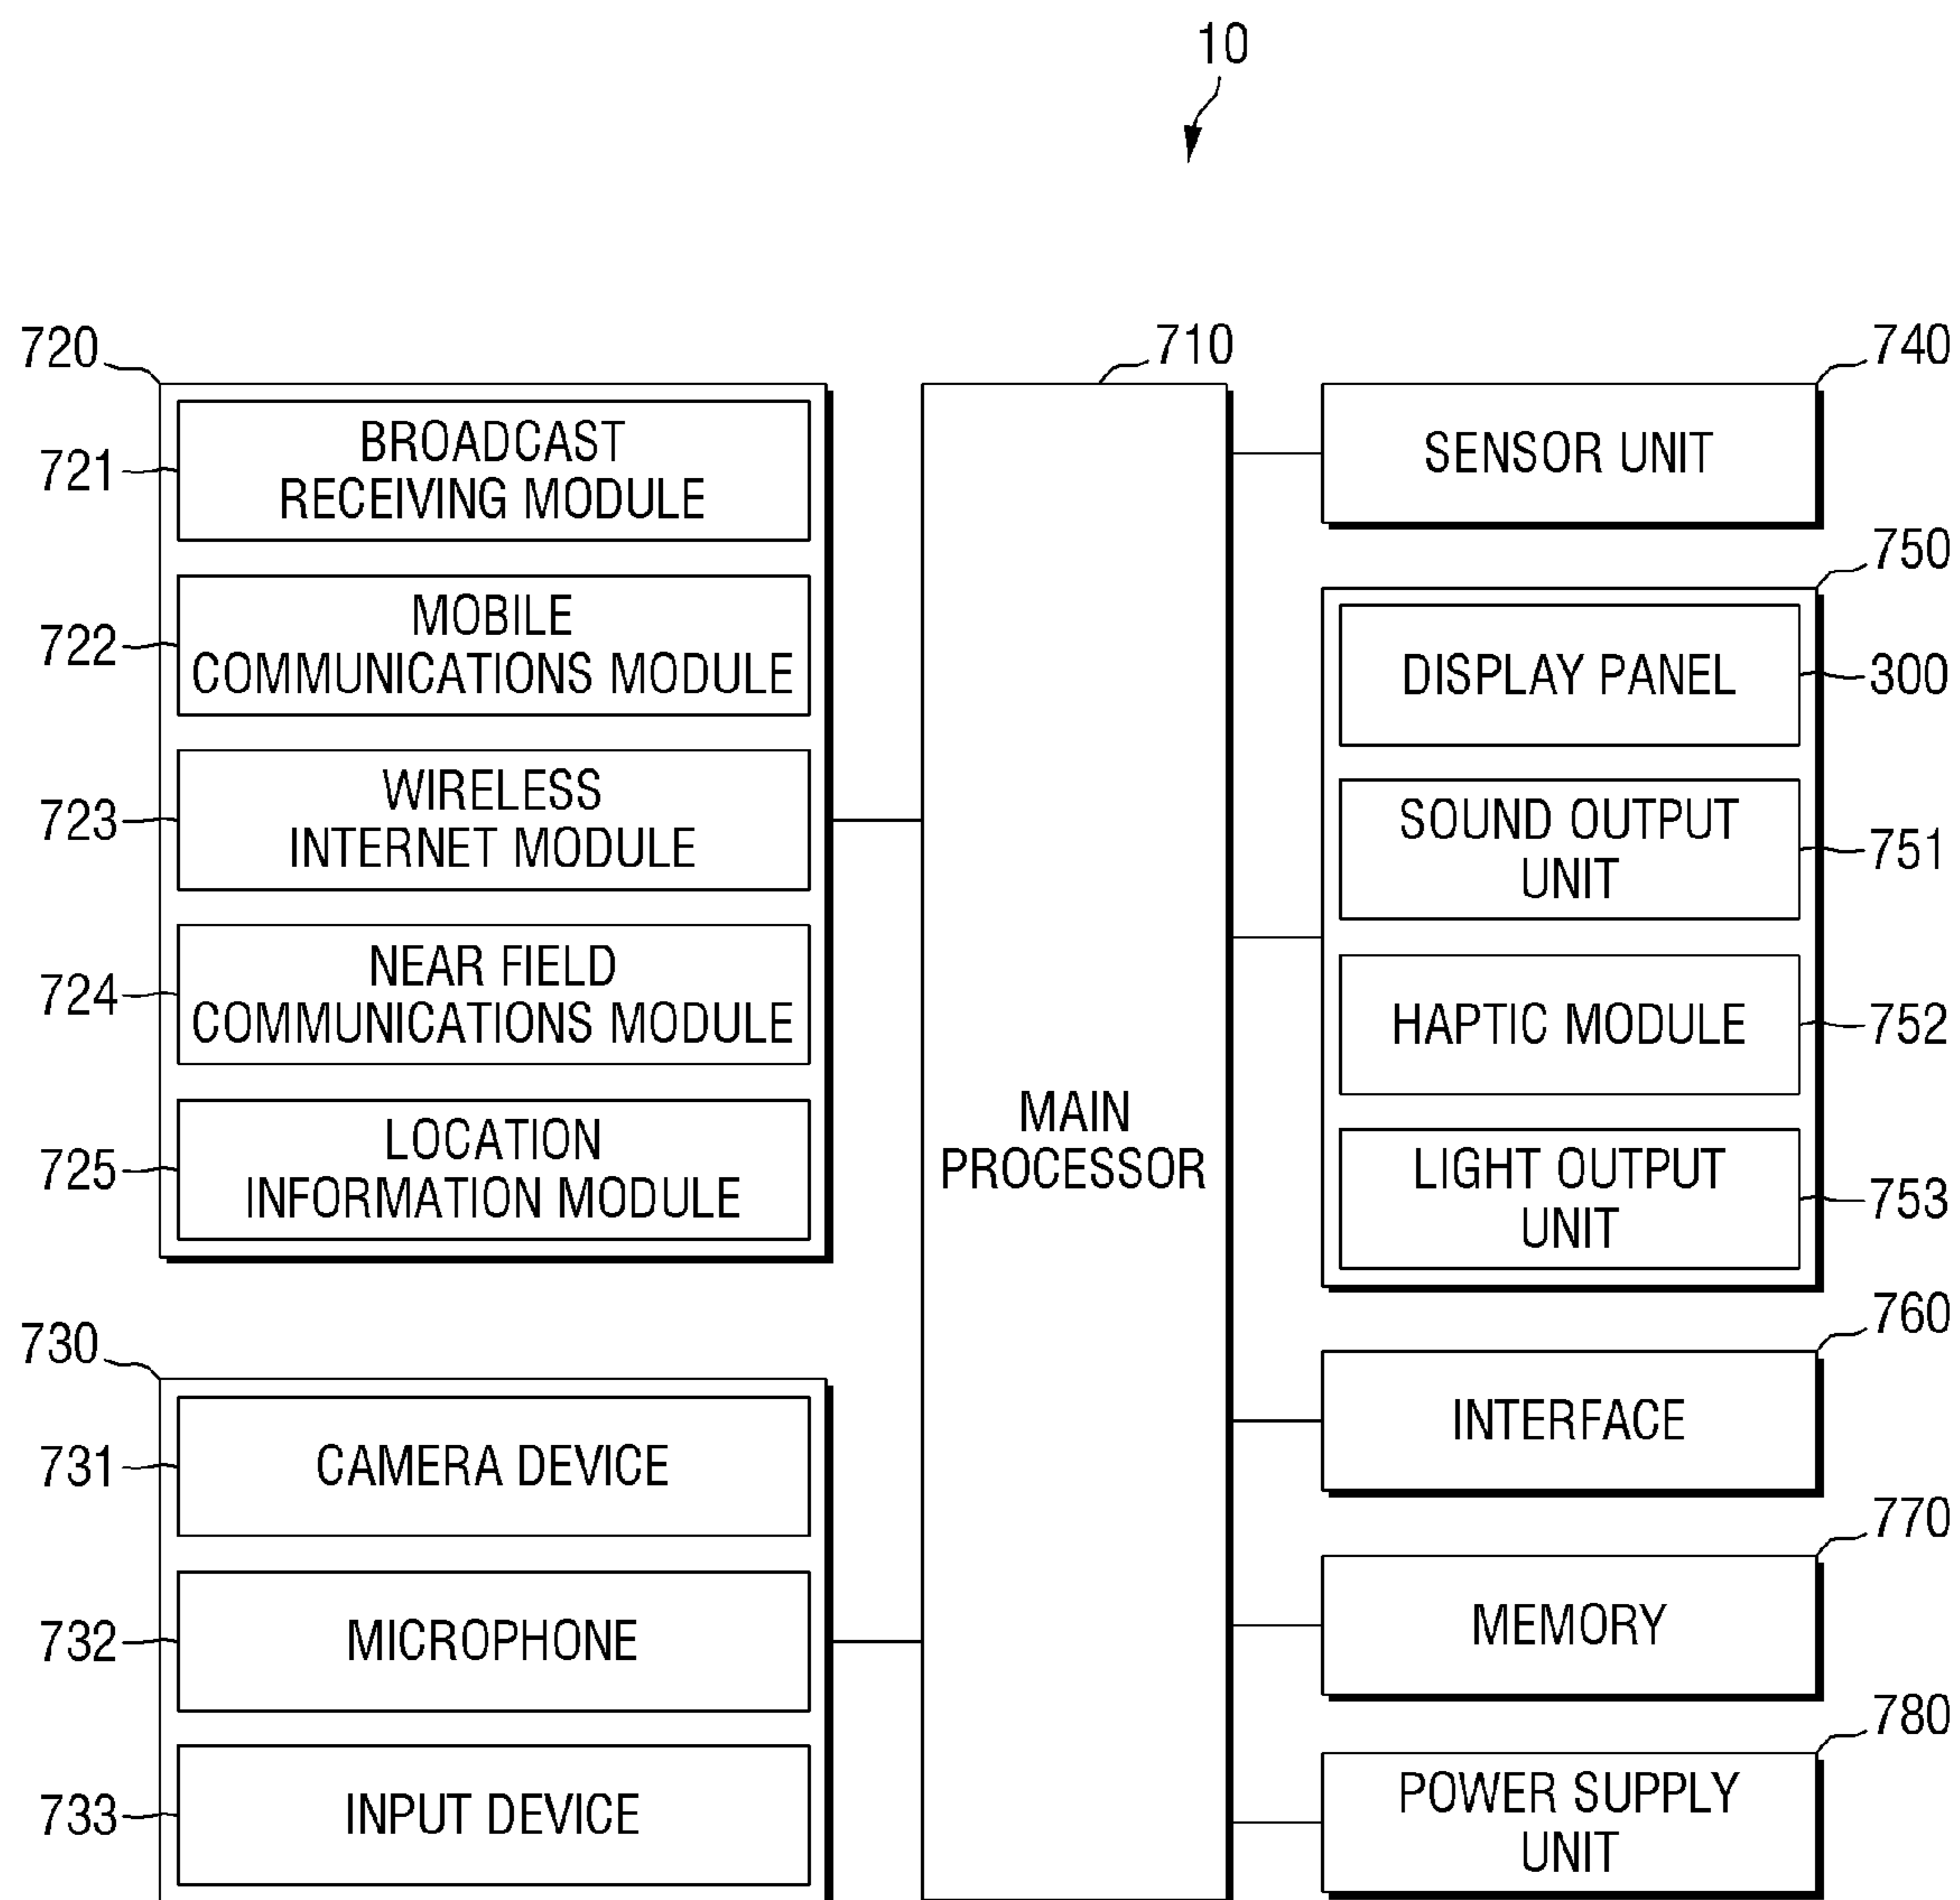 10
720
721
BROADCAST
RECEIVING MODULE
722
MOBILE
COMMUNICATIONS MODULE
723
WIRELESS
INTERNET MODULE
724
NEAR FIELD
COMMUNICATIONS MODULE
725
LOCATION
INFORMATION MODULE
730
731
CAMERA DEVICE
732
MICROPHONE
733
INPUT DEVICE
710
MAIN
PROCESSOR
740
SENSOR UNIT
750
DISPLAY PANEL
300
SOUND OUTPUT
UNIT
751
HAPTIC MODULE
752
LIGHT OUTPUT
UNIT
753
760
INTERFACE
770
MEMORY
780
POWER SUPPLY
UNIT